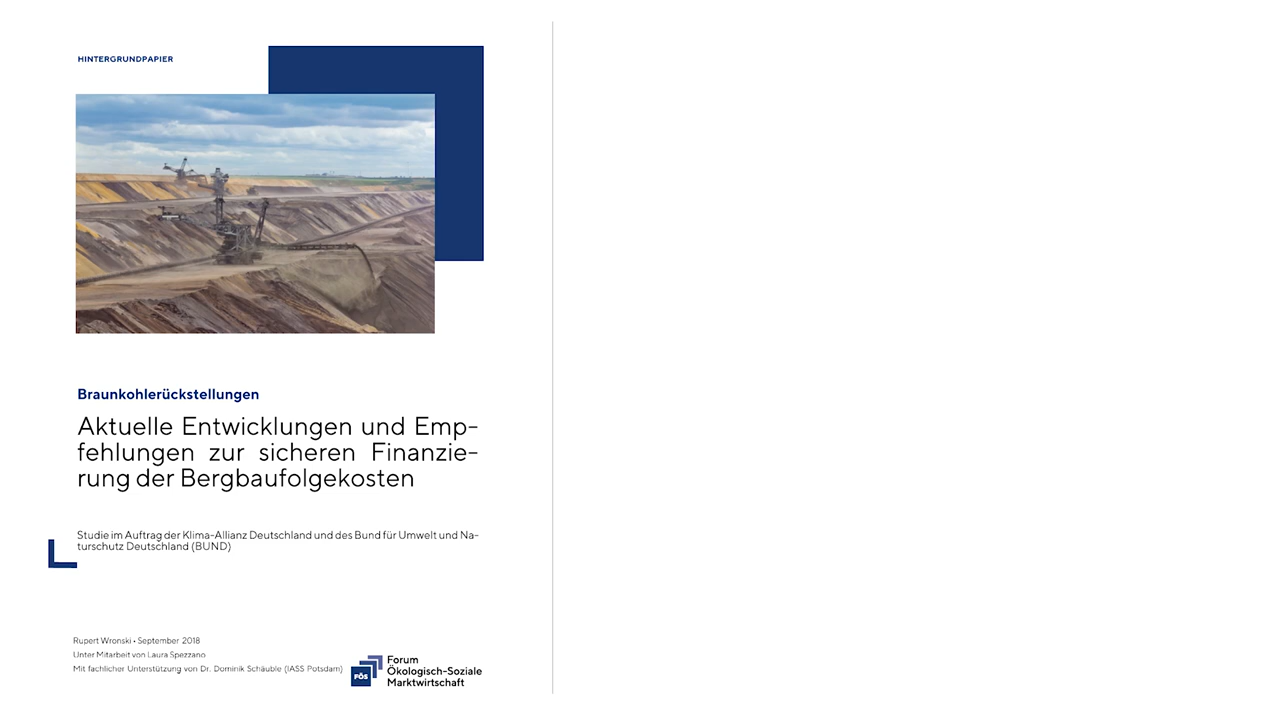 HINTERGRUNDPAPIER
Braunkohlerückstellungen
Aktuelle Entwicklungen und Emp-
fehlungen zur sicheren Finanzie-
rung der Bergbaufolgekosten
Studie im Auftrag der Klima-Allianz Deutschland und des Bund für Umwelt und Na-
turschutz Deutschland (BUND)
Rupert Wronski • September 2018
Unter Mitarbeit von Laura Spezzano
Mit fachlicher Unterstützung von Dr. Dominik Schäuble (IASS Potsdam)
FÖS
Forum
Ökologisch-Soziale
Marktwirtschaft